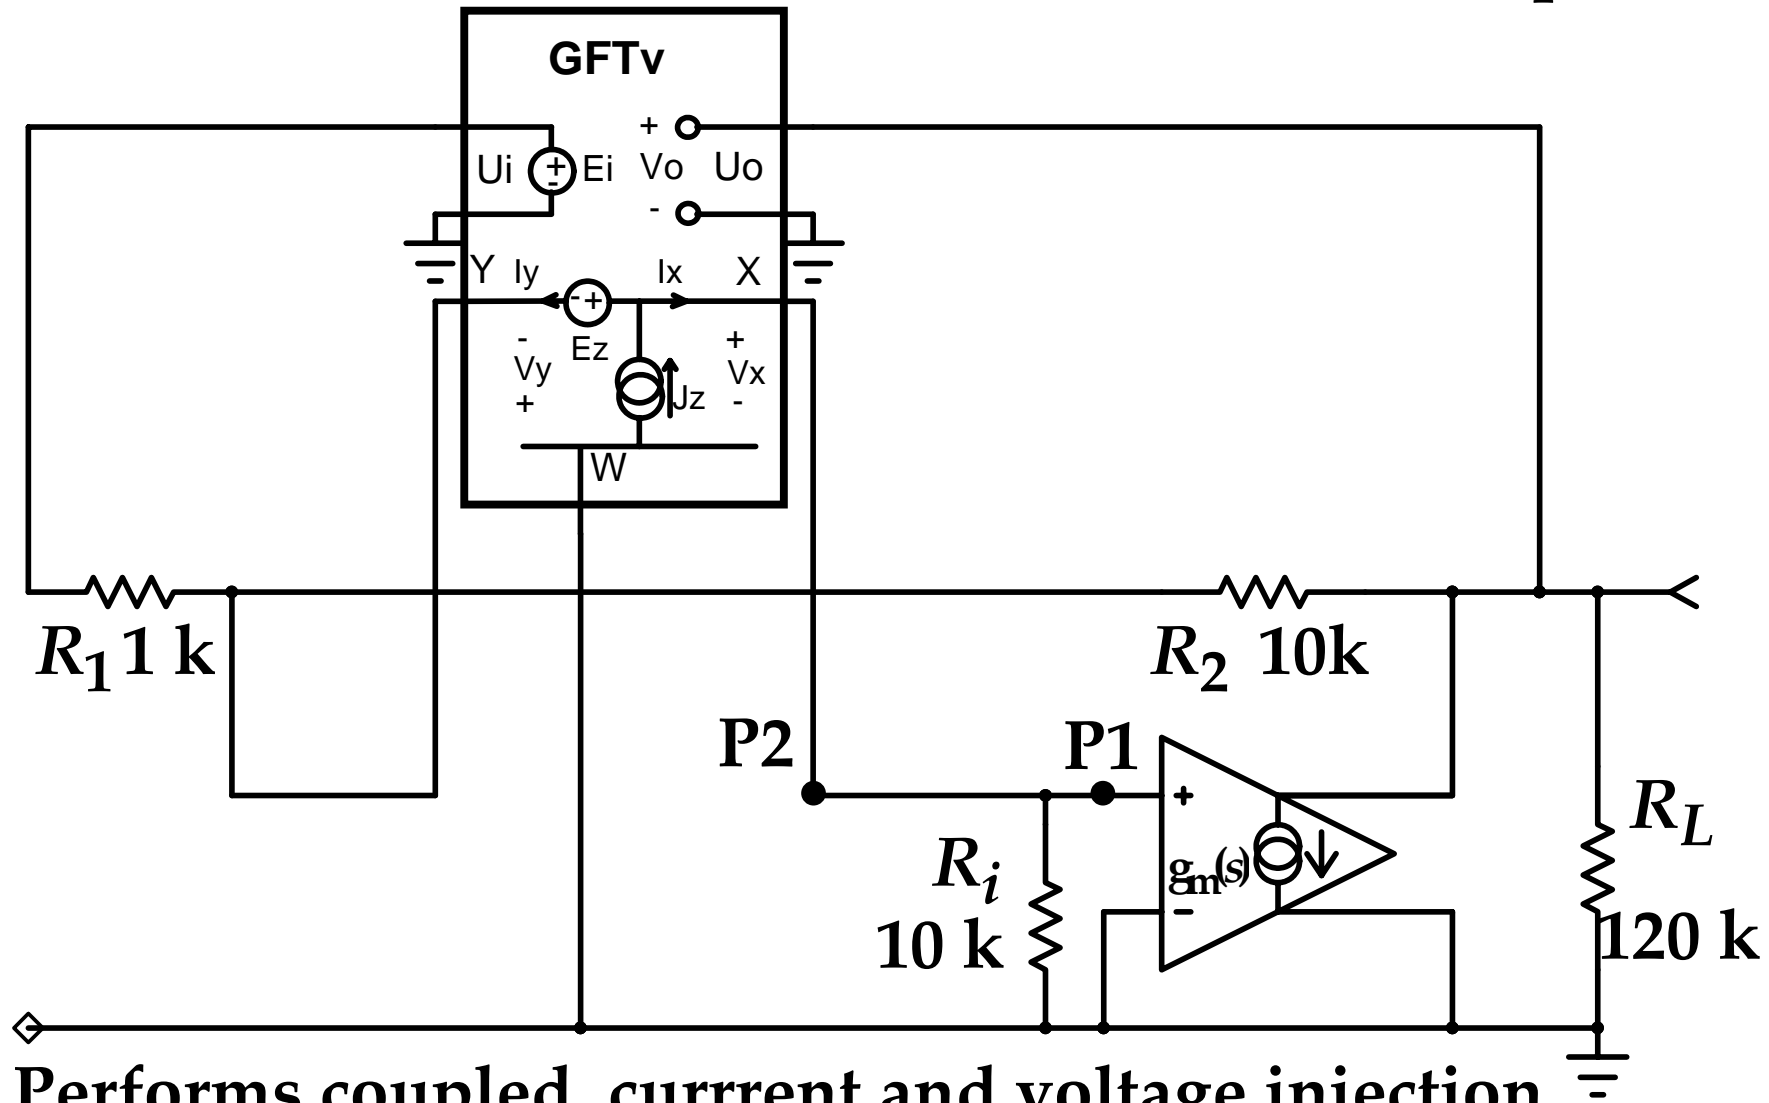 GFTv
+
Ui + - Ei Vo Uo
-
Y Iy Ix X
- +
- Ez +
Vy Vx
+ Jz -
W
R1 1 k
R2 10k
P2 P1
+
Ri gm(s) RL
10 k - 120 k
Performs coupled, currrent and voltage injection